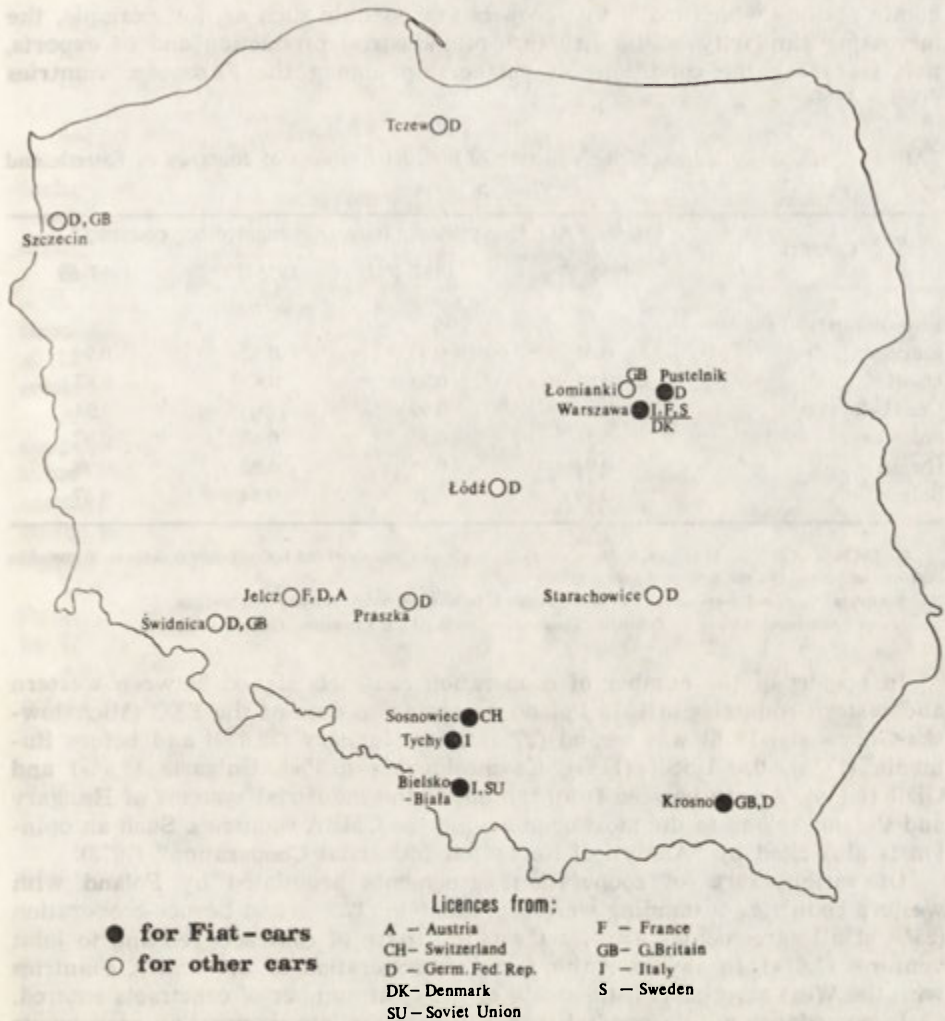 Tczew D
D, GB
Szczecin
GB Pustelnik
Łomianki D
Warszawa I, F, S
DK
Łódź D
Jelcz F, D, A
D
Praszka
Starachowice D
Świdnica D, GB
Sosnowiec CH
Tychy I
Bielsko
-Biała I, SU
Krosno GB, D
Licences from:
for Fiat-cars
for other cars
A – Austria
CH – Switzerland
D – Germ. Fed. Rep.
DK – Denmark
SU – Soviet Union
F – France
GB – G.Britain
I – Italy
S – Sweden